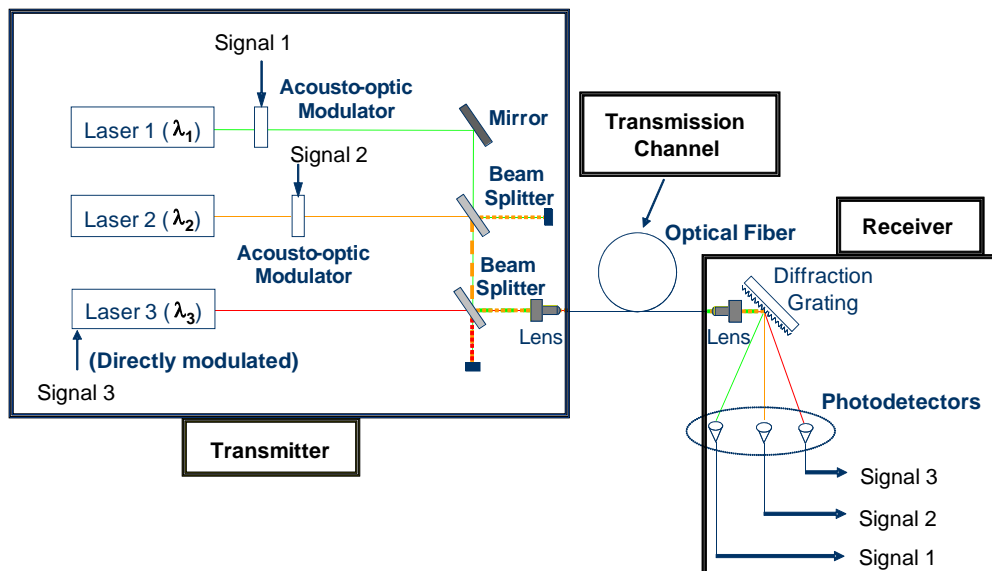 Signal 1
Acousto-optic
Modulator
Laser 1 (λ1)
Mirror
Signal 2
Laser 2 (λ2)
Acousto-optic
Modulator
Beam
Splitter
Beam
Splitter
Laser 3 (λ3)
Lens
(Directly modulated)
Signal 3
Transmitter
Transmission
Channel
Optical Fiber
Receiver
Diffraction
Grating
Lens
Photodetectors
Signal 3
Signal 2
Signal 1